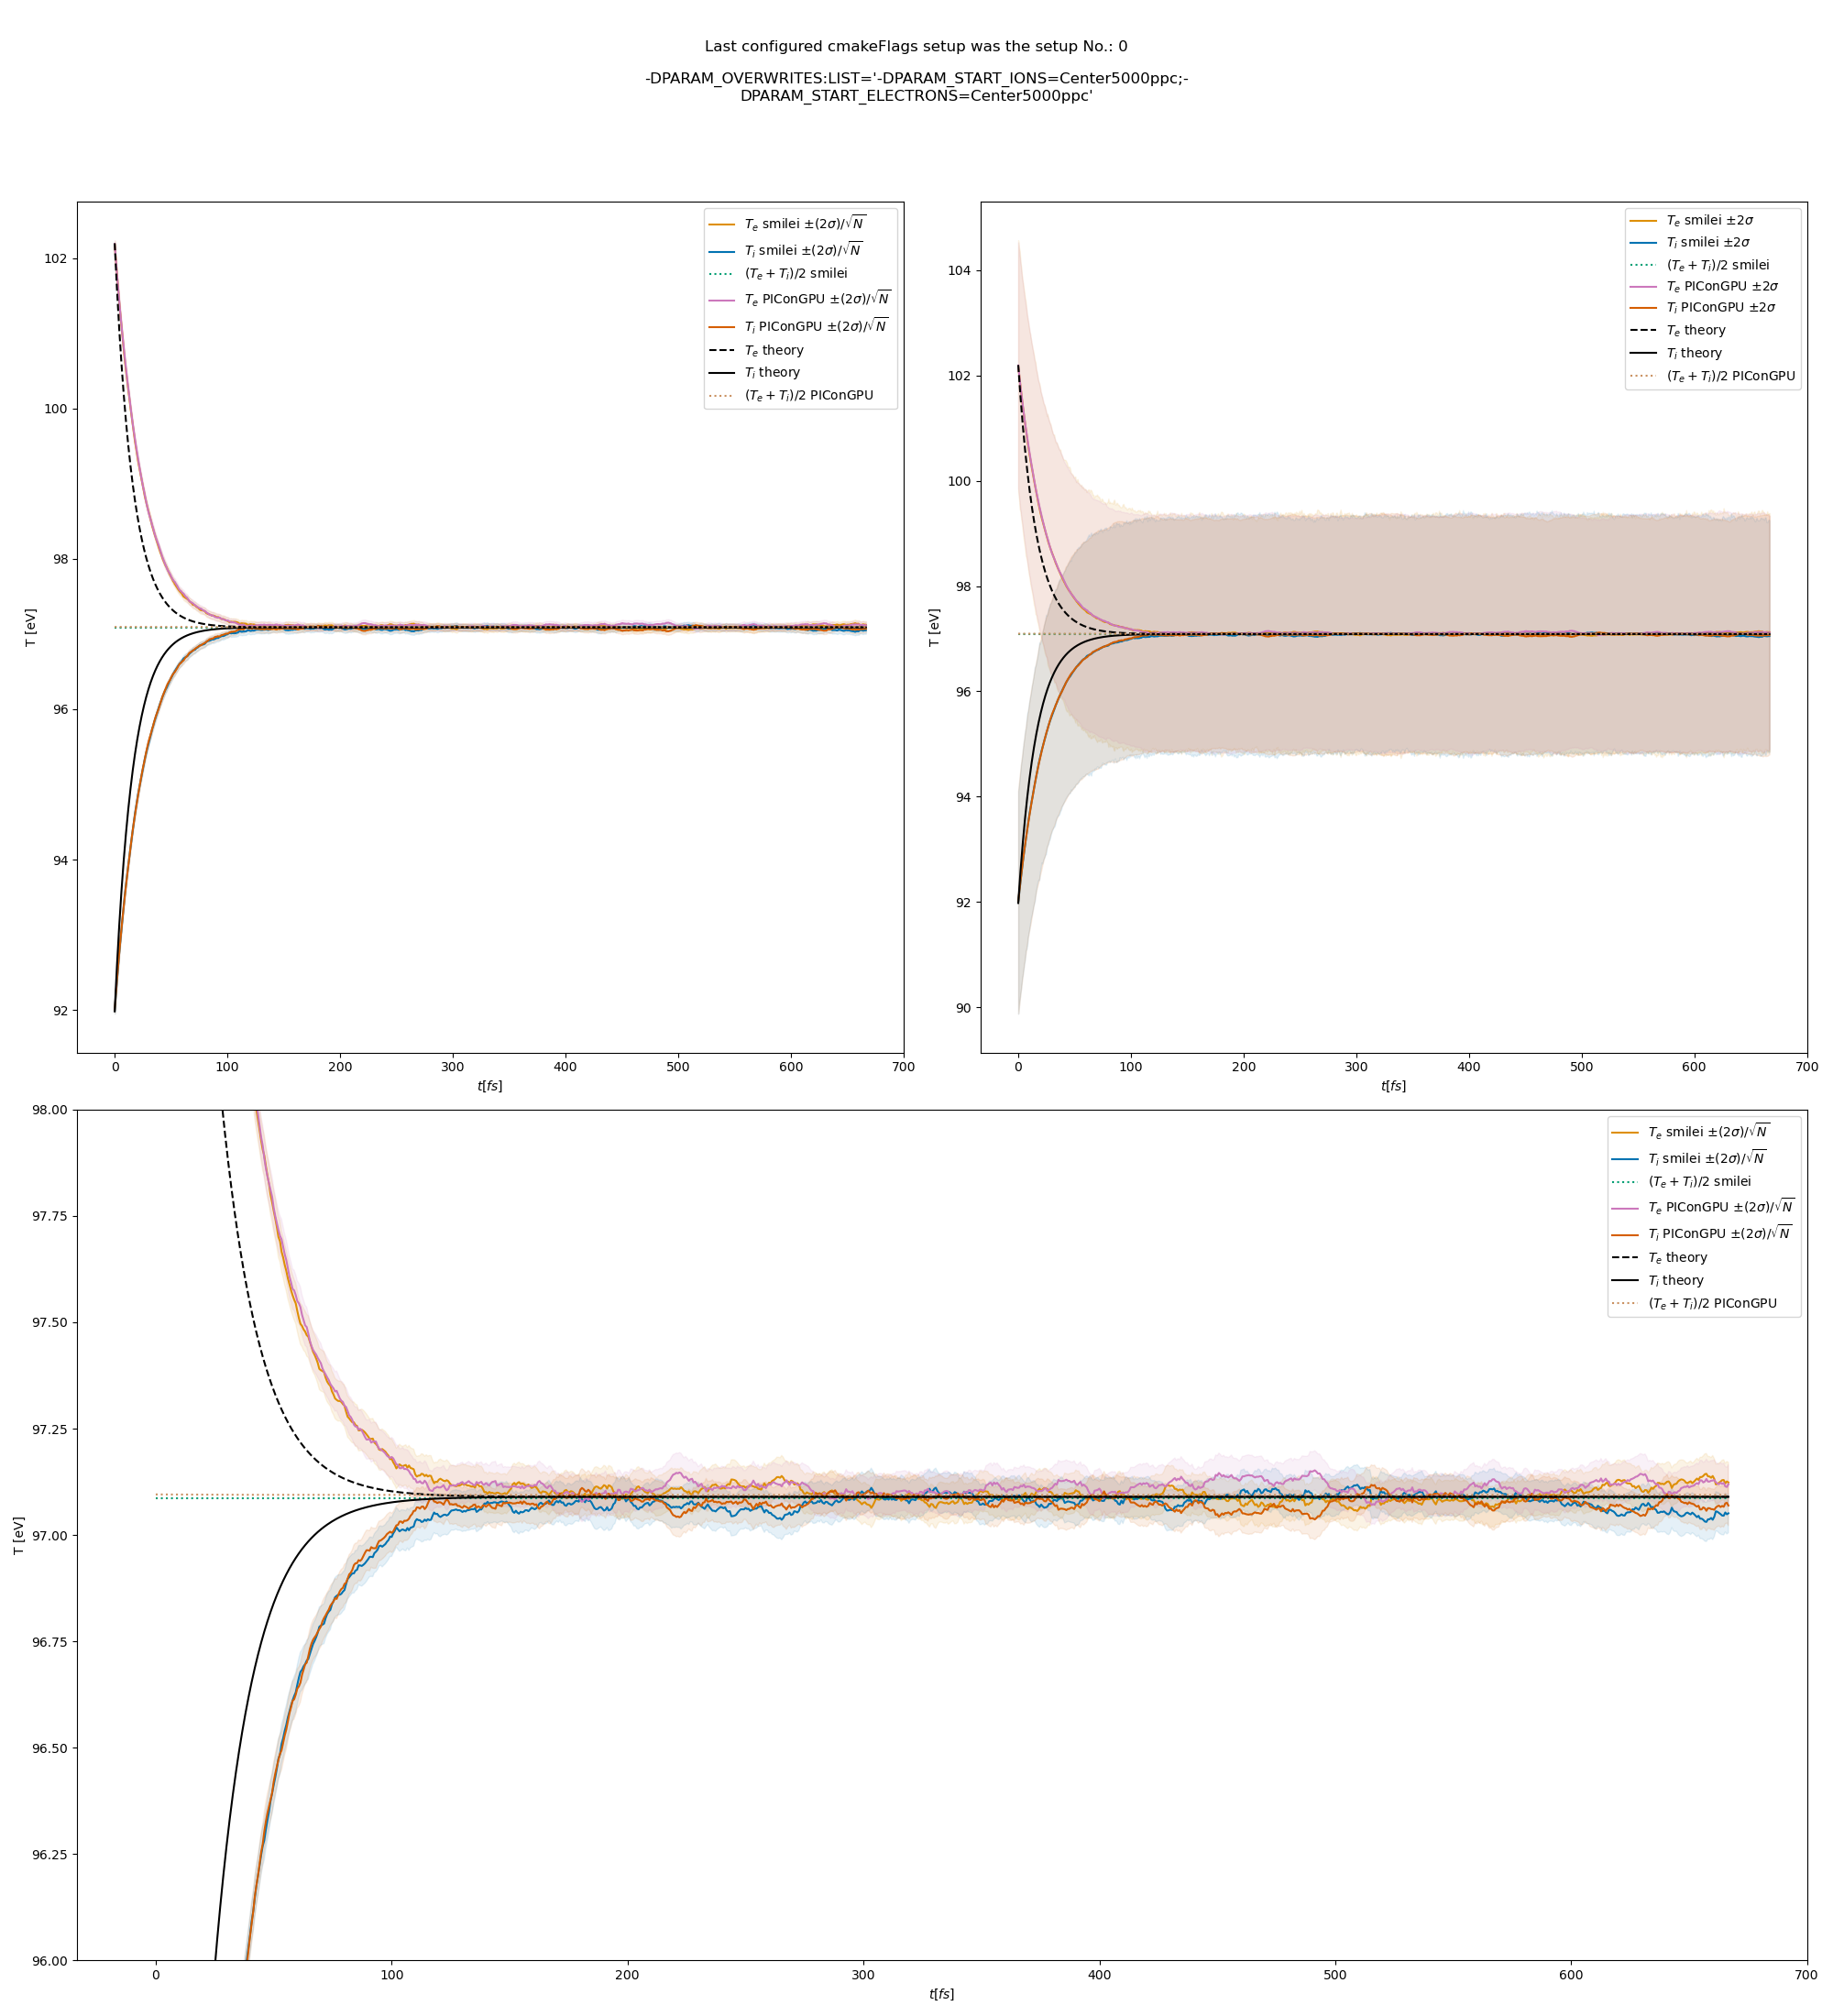 Last configured cmakeFlags setup was the setup No.: 0
-DPARAM_OVERWRITES:LIST='-DPARAM_START_IONS=Center5000ppc;-
DPARAM_START_ELECTRONS=Center5000ppc'
T [eV]
102
100
98
96
94
92
0 100 200 300 400 500 600 700
t[fs]
T_e smilei ±(2σ)/√N
T_i smilei ±(2σ)/√N
(T_e + T_i)/2 smilei
T_e PIConGPU ±(2σ)/√N
T_i PIConGPU ±(2σ)/√N
T_e theory
T_i theory
(T_e + T_i)/2 PIConGPU
T [eV]
104
102
100
98
96
94
92
90
0 100 200 300 400 500 600 700
t[fs]
T_e smilei ±2σ
T_i smilei ±2σ
(T_e + T_i)/2 smilei
T_e PIConGPU ±2σ
T_i PIConGPU ±2σ
T_e theory
T_i theory
(T_e + T_i)/2 PIConGPU
T [eV]
98.00
97.75
97.50
97.25
97.00
96.75
96.50
96.25
96.00
0 100 200 300 400 500 600 700
t[fs]
T_e smilei ±(2σ)/√N
T_i smilei ±(2σ)/√N
(T_e + T_i)/2 smilei
T_e PIConGPU ±(2σ)/√N
T_i PIConGPU ±(2σ)/√N
T_e theory
T_i theory
(T_e + T_i)/2 PIConGPU